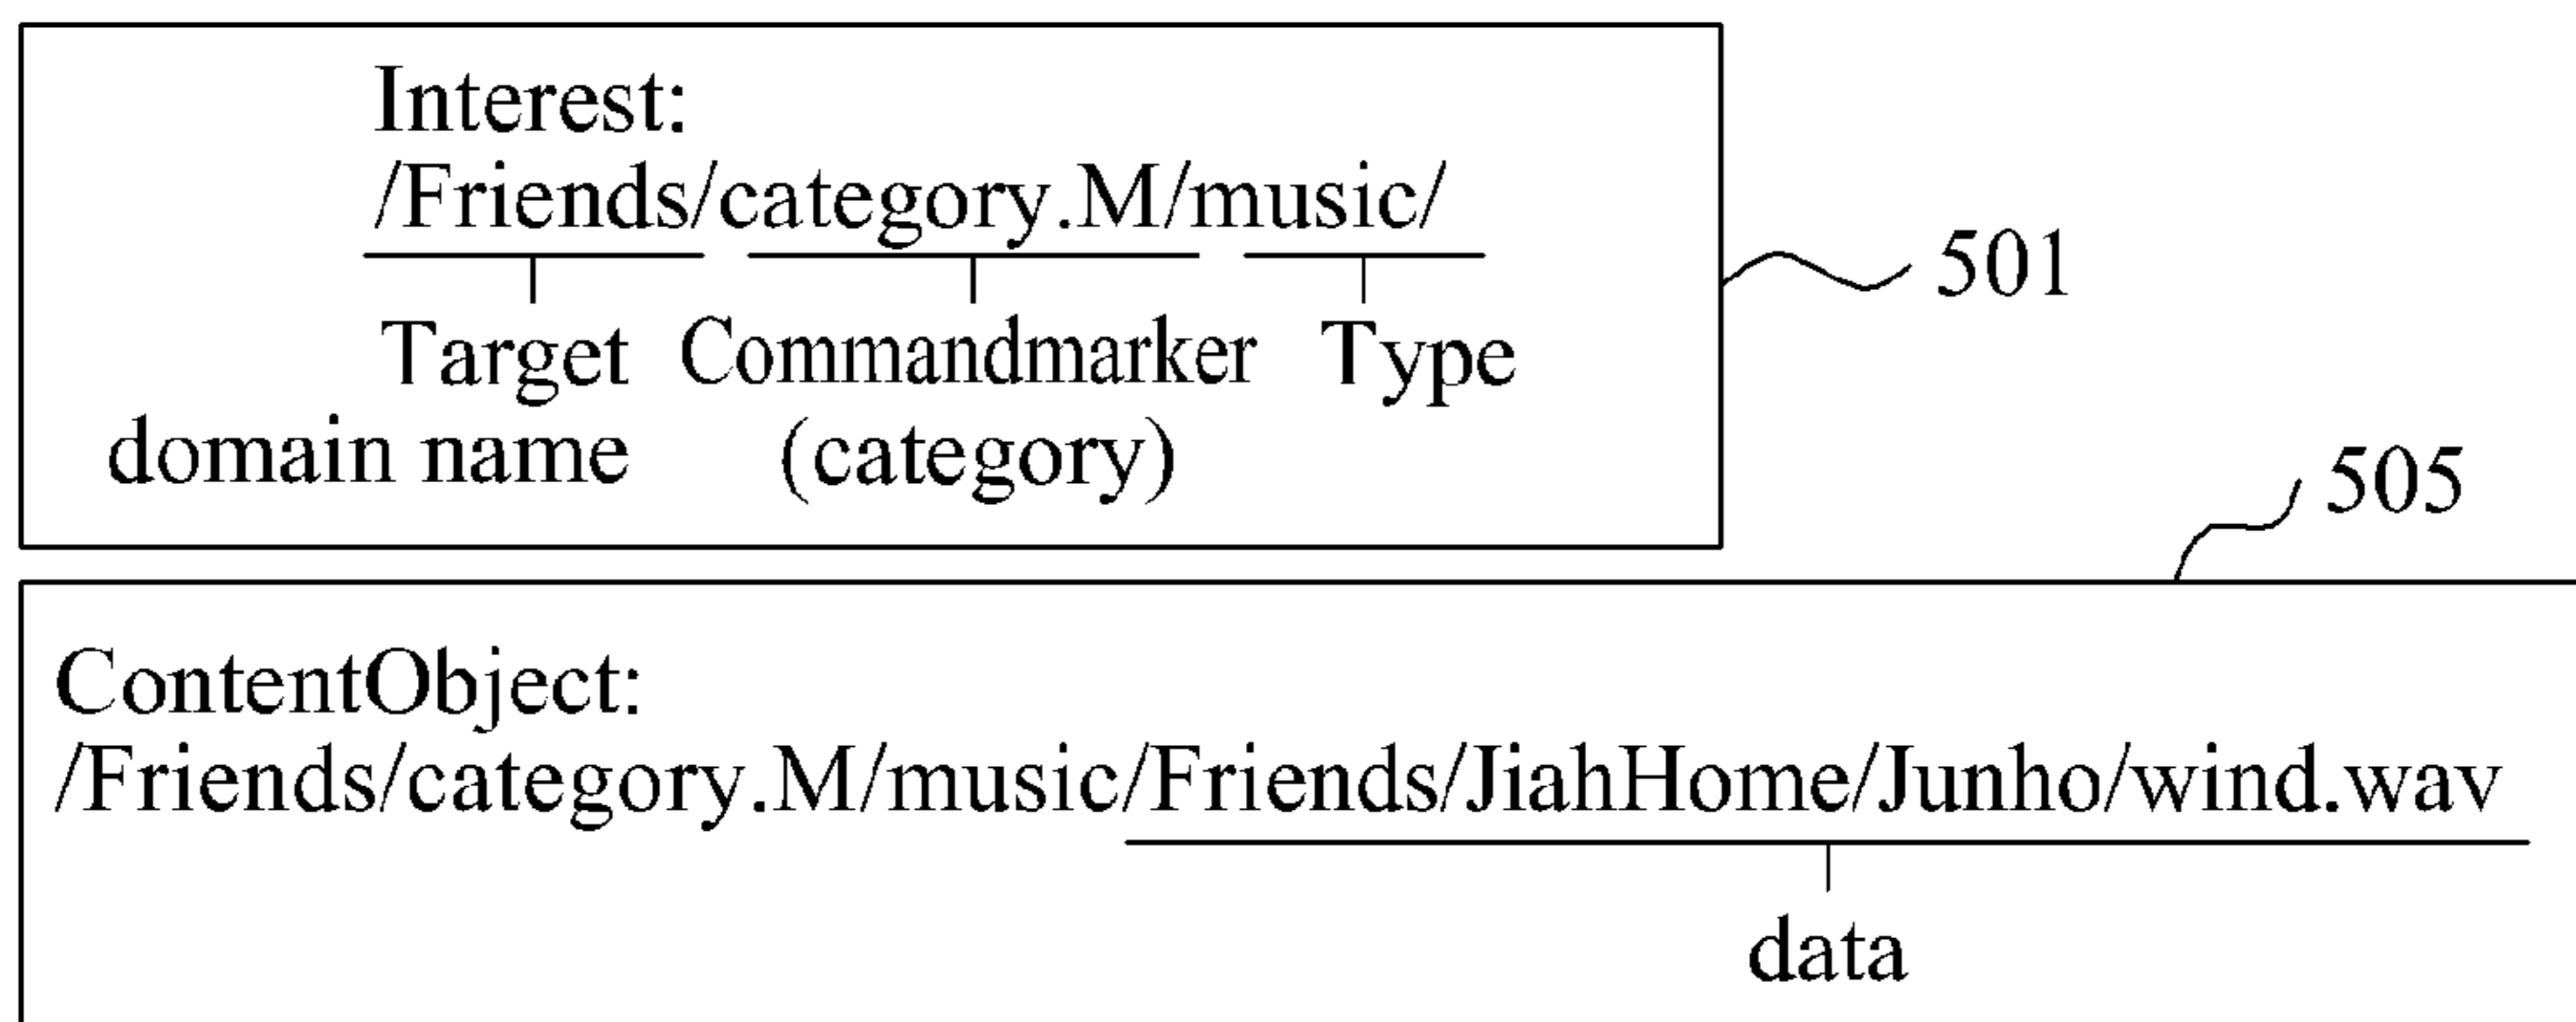 Interest:
/Friends/category.M/music/
Target Commandmarker Type
domain name (category)
501
505
ContentObject:
/Friends/category.M/music/Friends/JiahHome/Junho/wind.wav
data